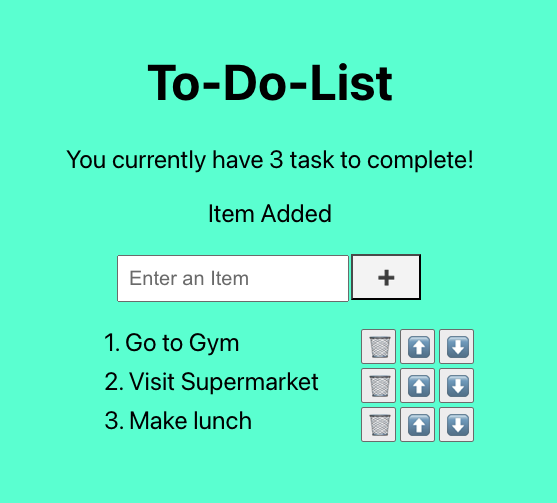 To-Do-List
You currently have 3 task to complete!
Item Added
Enter an Item
1. Go to Gym
2. Visit Supermarket
3. Make lunch